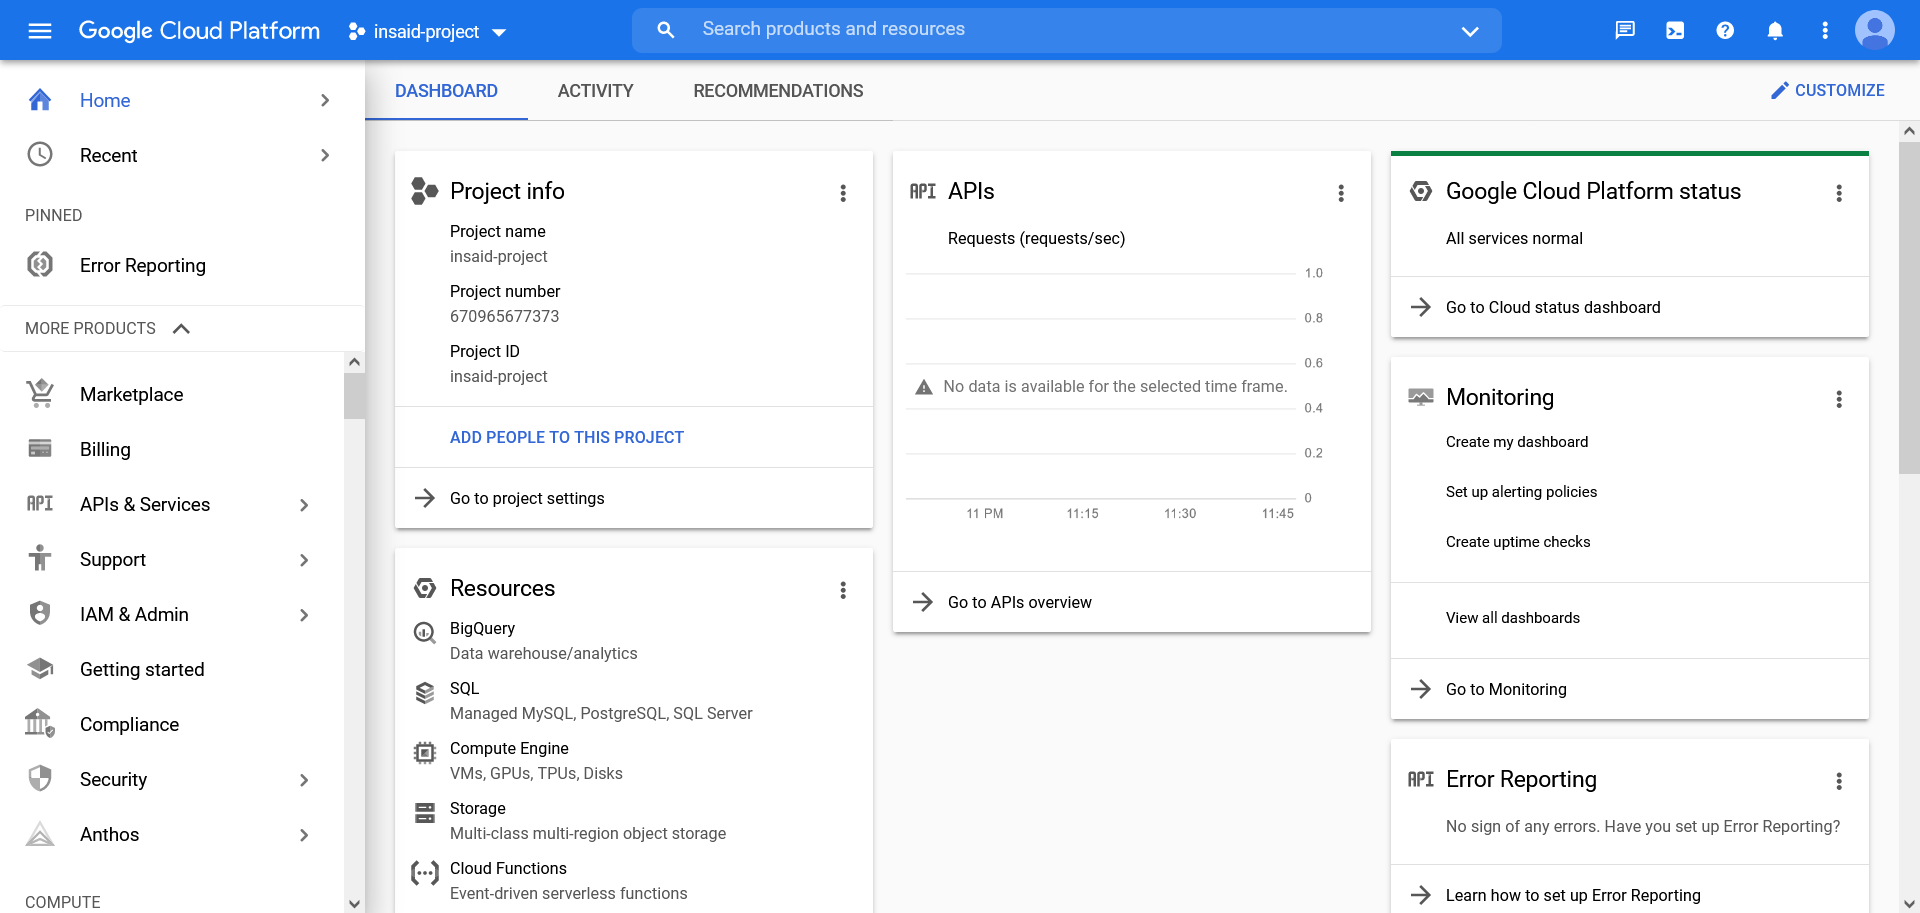 Google Cloud Platform
insaid-project
Search products and resources
Home
Recent
PINNED
Error Reporting
MORE PRODUCTS
Marketplace
Billing
API
APIs & Services
Support
IAM & Admin
Getting started
Compliance
Security
Anthos
COMPUTE
DASHBOARD
ACTIVITY
RECOMMENDATIONS
CUSTOMIZE
Project info
Project name
insaid-project
Project number
670965677373
Project ID
insaid-project
ADD PEOPLE TO THIS PROJECT
Go to project settings
Resources
BigQuery
Data warehouse/analytics
SQL
Managed MySQL, PostgreSQL, SQL Server
Compute Engine
VMs, GPUs, TPUs, Disks
Storage
Multi-class multi-region object storage
Cloud Functions
Event-driven serverless functions
API APIs
Requests (requests/sec)
1.0
0.8
0.6
No data is available for the selected time frame.
0.4
0.2
0
11 PM 11:15 11:30 11:45
Go to APIs overview
Google Cloud Platform status
All services normal
Go to Cloud status dashboard
Monitoring
Create my dashboard
Set up alerting policies
Create uptime checks
View all dashboards
Go to Monitoring
API Error Reporting
No sign of any errors. Have you set up Error Reporting?
Learn how to set up Error Reporting